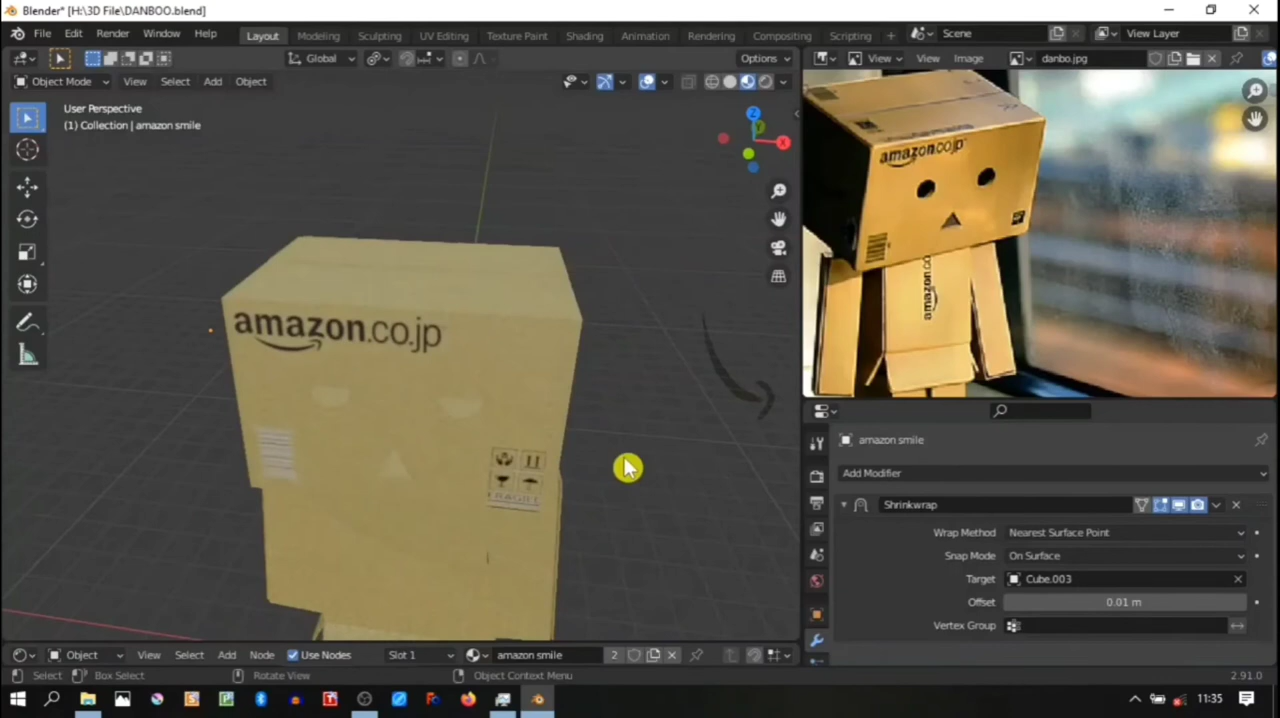 Blender* [H:\3D File\DANBOO.blend]
File Edit Render Window Help Layout Modeling Sculpting UV Editing Texture Paint Shading Animation Rendering Compositing Scripting + Scene View Layer
Global Options View View Image danbo.jpg
Object Mode View Select Add Object
User Perspective
(1) Collection | amazon smile
Z
Y
X
amazon.co.jp
amazon.co.jp
amazon.co.jp
FRAGILE
amazon smile
Add Modifier
Shrinkwrap
Wrap Method Nearest Surface Point
Snap Mode On Surface
Target Cube.003
Offset 0.01 m
Vertex Group
Object View Select Add Node Use Nodes Slot 1 amazon smile 2
Select Box Select Rotate View Object Context Menu 2.91.0
11:35